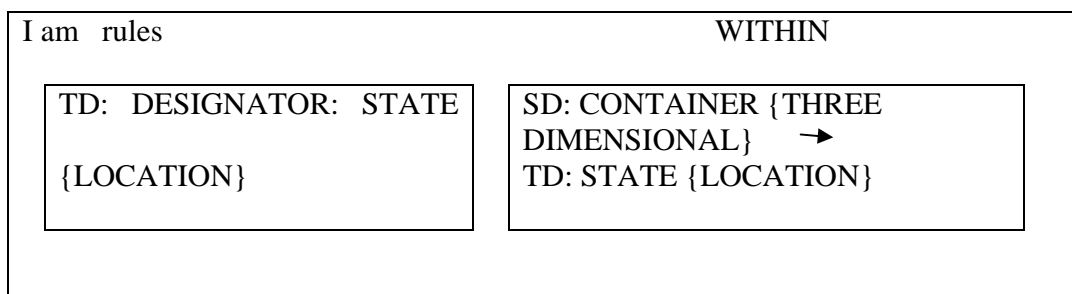 I am rules WITHIN
TD: DESIGNATOR: STATE
{LOCATION}
SD: CONTAINER {THREE
DIMENSIONAL} →
TD: STATE {LOCATION}